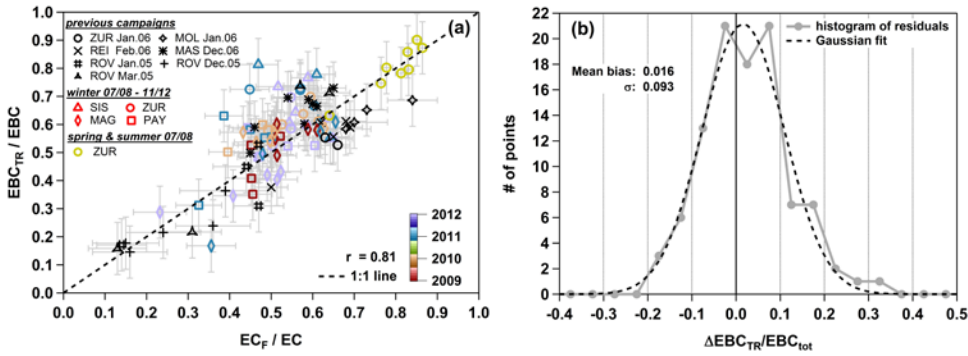 (a)
previous campaigns
ZUR Jan.06 MOL Jan.06
REI Feb.06 MAS Dec.06
ROV Jan.05 ROV Dec.05
ROV Mar.05
winter 07/08 - 11/12
SIS ZUR
MAG PAY
spring & summer 07/08
ZUR
1.0
0.9
0.8
0.7
0.6
0.5
0.4
0.3
0.2
0.1
0.0
EBCTR / EBC
r = 0.81
1:1 line
2012
2011
2010
2009
0.0 0.1 0.2 0.3 0.4 0.5 0.6 0.7 0.8 0.9 1.0
ECF / EC
(b)
histogram of residuals
Gaussian fit
Mean bias: 0.016
σ: 0.093
22
20
18
16
14
12
10
8
6
4
2
0
# of points
-0.4 -0.3 -0.2 -0.1 0.0 0.1 0.2 0.3 0.4 0.5
ΔEBCTR/EBCtot